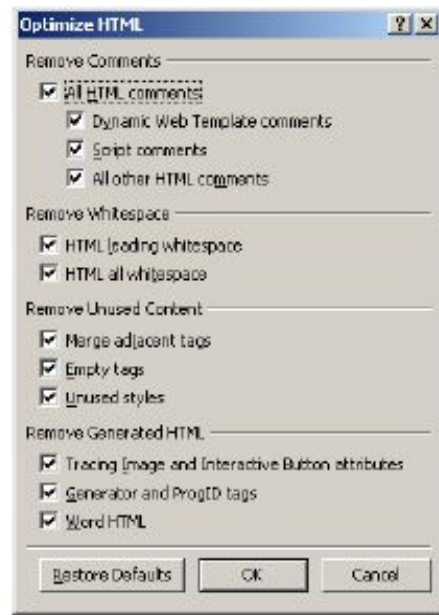 Optimize HTML
Remove Comments
All HTML comments
Dynamic Web Template comments
Script comments
All other HTML comments
Remove Whitespace
HTML leading whitespace
HTML all whitespace
Remove Unused Content
Merge adjacent tags
Empty tags
Unused styles
Remove Generated HTML
Tracing Image and Interactive Button attributes
Generator and ProgID tags
Word HTML
Restore Defaults OK Cancel